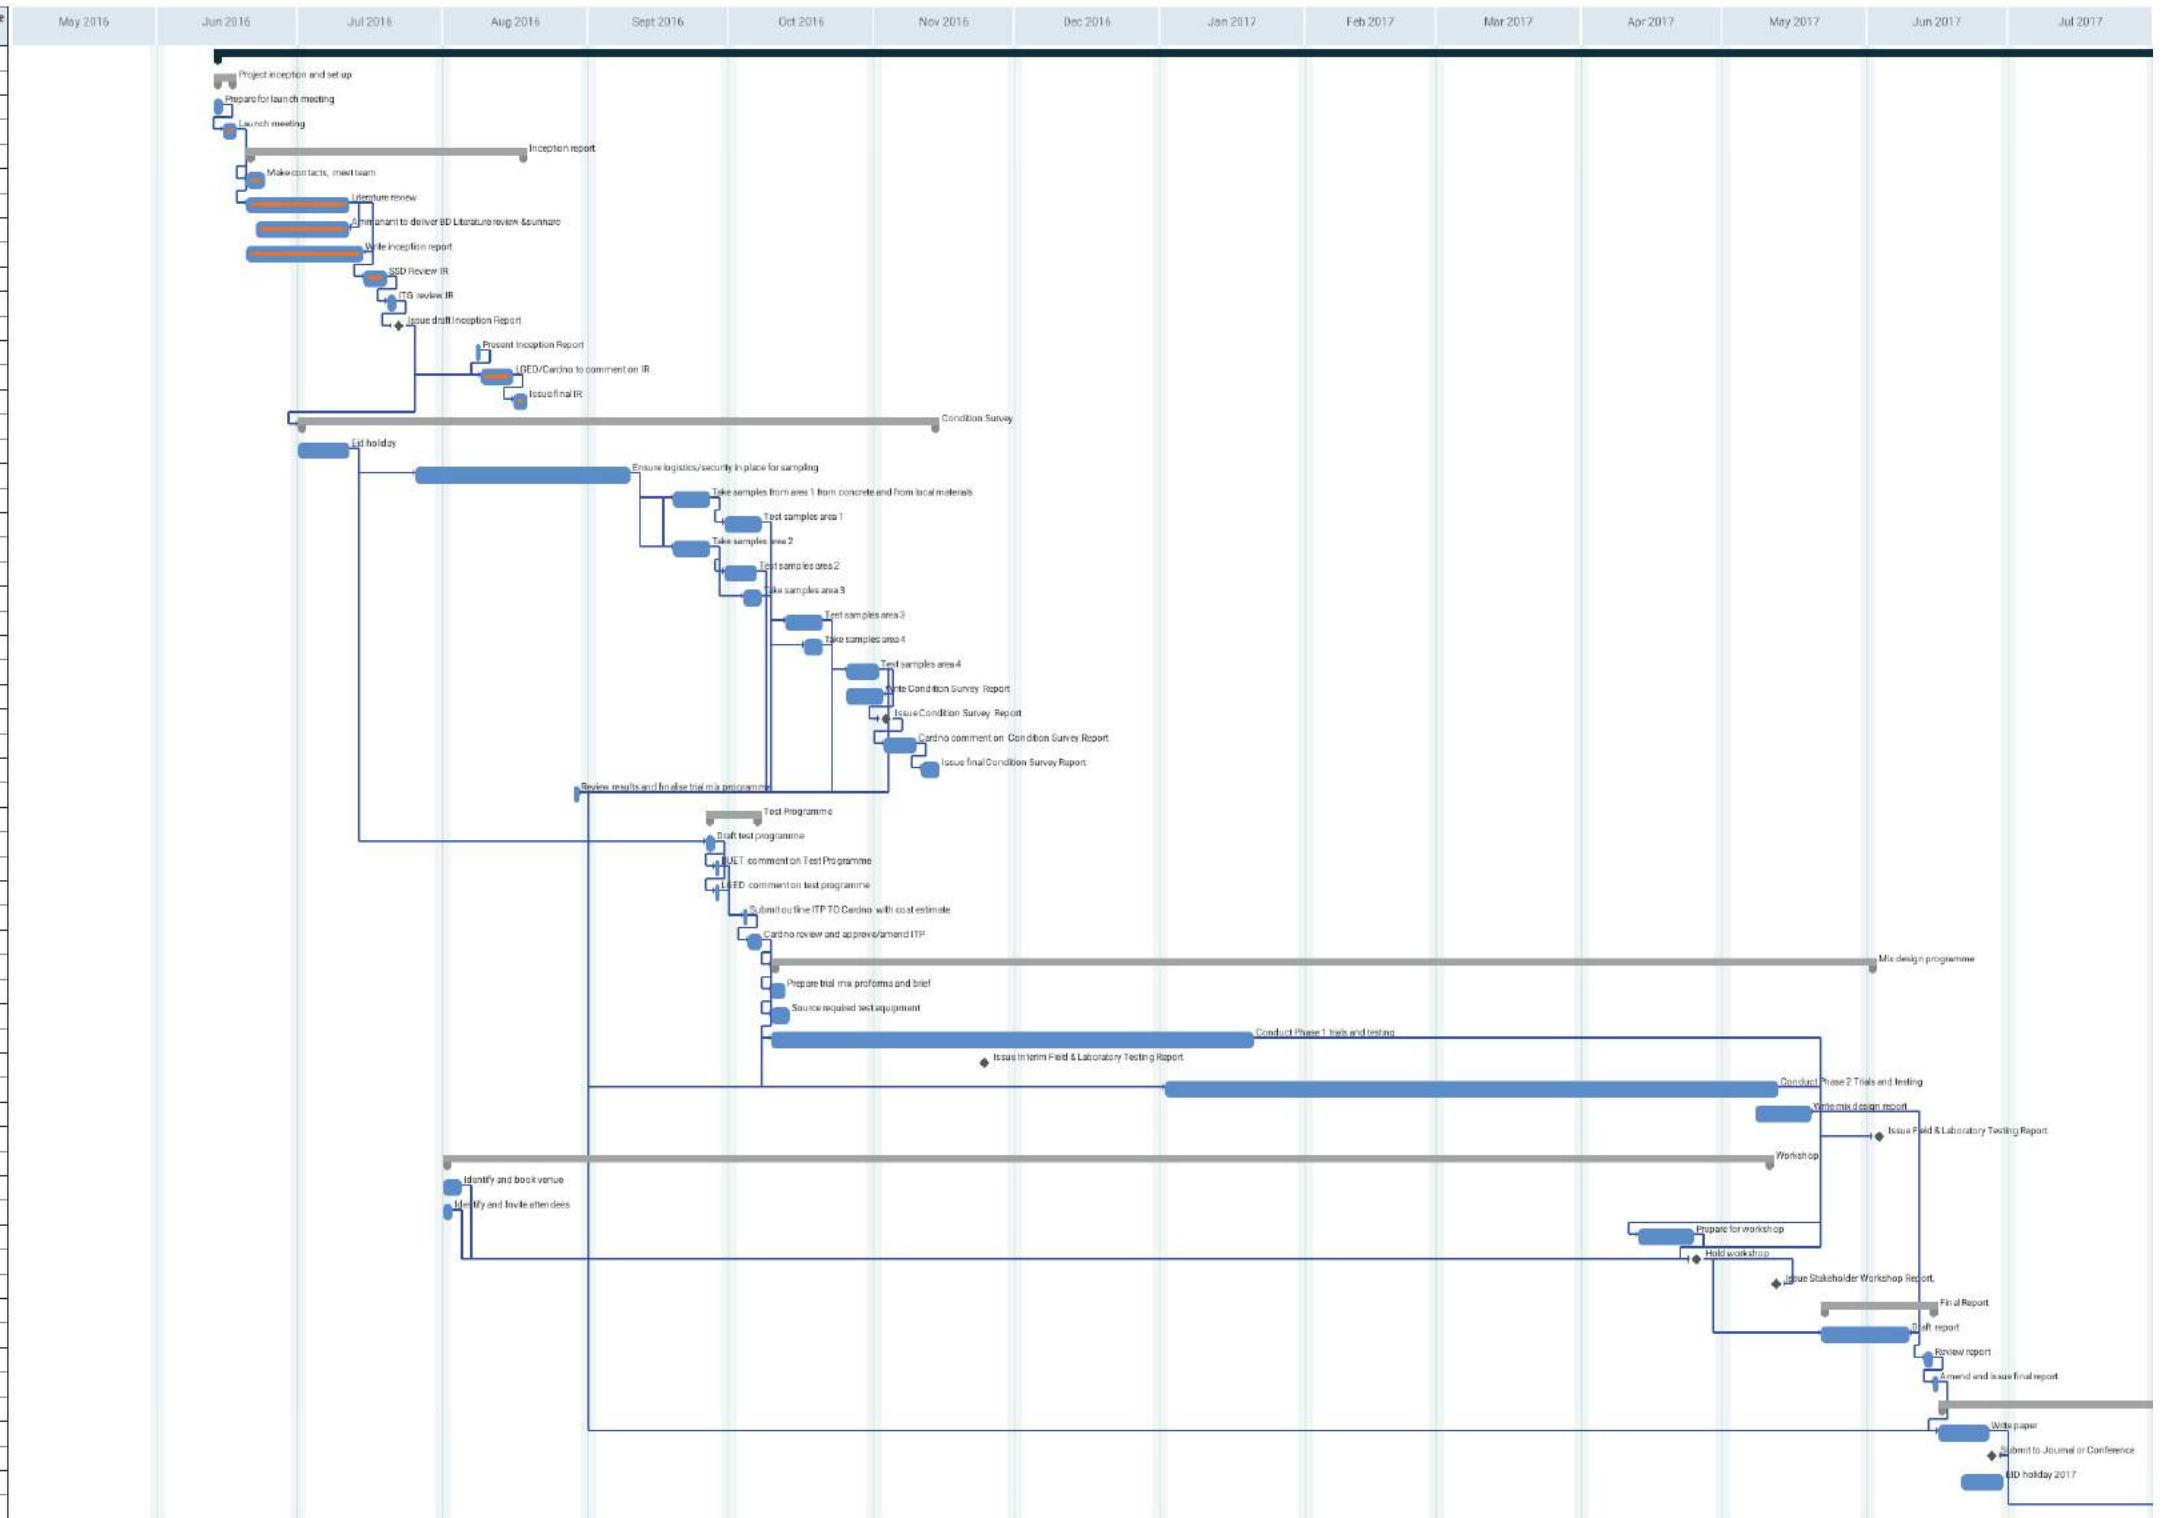 e
May 2016 Jun 2016 Jul 2016 Aug 2016 Sept 2016 Oct 2016 Nov 2016 Dec 2016 Jan 2017 Feb 2017 Mar 2017 Apr 2017 May 2017 Jun 2017 Jul 2017
Project inception and set up
Prepare for launch meeting
Launch meeting
Inception report
Make contacts, meet team
Literature review
to deliver BD Literature review &
Write inception report
SSD Review IR
ITG review IR
Issue draft Inception Report
Present Inception Report
LGED/Cardno to comment on IR
Issue final IR
Condition Survey
Eid holiday
Ensure logistics/security in place for sampling
Take samples from area 1 from concrete and from local materials
Test samples area 1
Take samples area 2
Test samples area 2
Take samples area 3
Test samples area 3
Take samples area 4
Test samples area 4
Write Condition Survey Report
Issue Condition Survey Report
Cardno comment on Condition Survey Report
Issue final Condition Survey Report
Review results and finalise trial mix programme
Test Programme
Draft test programme
BUET comment on Test Programme
LGED comment on test programme
Submit outline ITP TO Cardno with cost estimate
Cardno review and approve/amend ITP
Mix design programme
Prepare trial mix proforma and brief
Source required test equipment
Conduct Phase 1 trials and testing
Issue Interim Field & Laboratory Testing Report
Conduct Phase 2 Trials and testing
Write mix design report
Issue Field & Laboratory Testing Report.
Workshop
Identify and book venue
Identify and Invite attendees
Prepare for workshop
Hold workshop
Issue Stakeholder Workshop Report.
Final Report
Draft report
Review report
Amend and issue final report
Write paper
Submit to Journal or Conference
EID holiday 2017